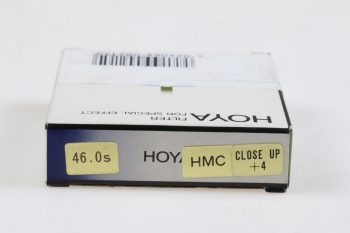 HOYA
FILTER
FOR SPECIAL EFFECT
46.0s
HOYA
HMC
CLOSE UP
+4